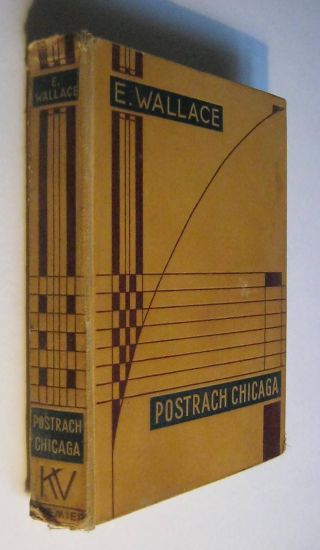 E.
WALLACE
POSTRACH
CHICAGA
KV
E. WALLACE
POSTRACH CHICAGA